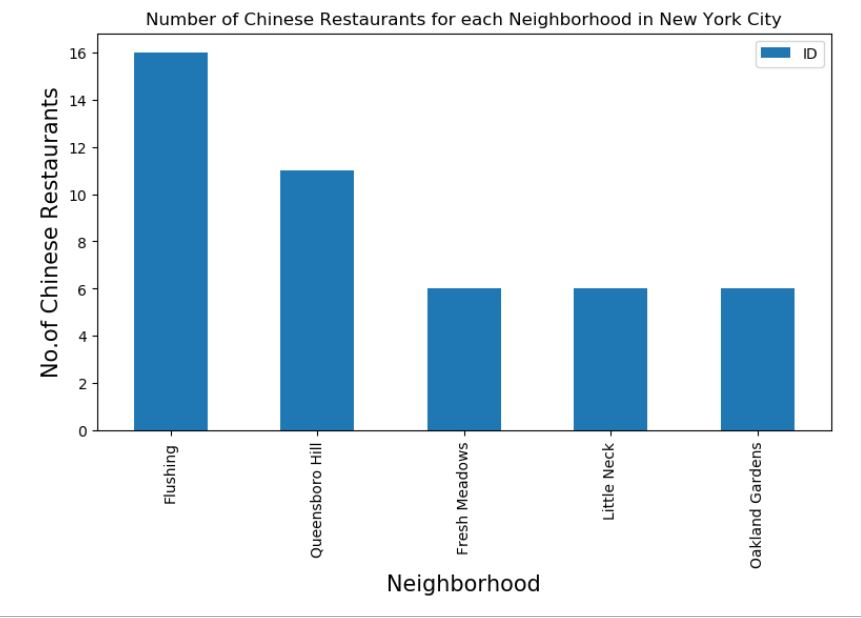 Number of Chinese Restaurants for each Neighborhood in New York City
ID
No.of Chinese Restaurants
16
14
12
10
8
6
4
2
0
Flushing
Queensboro Hill
Fresh Meadows
Little Neck
Oakland Gardens
Neighborhood